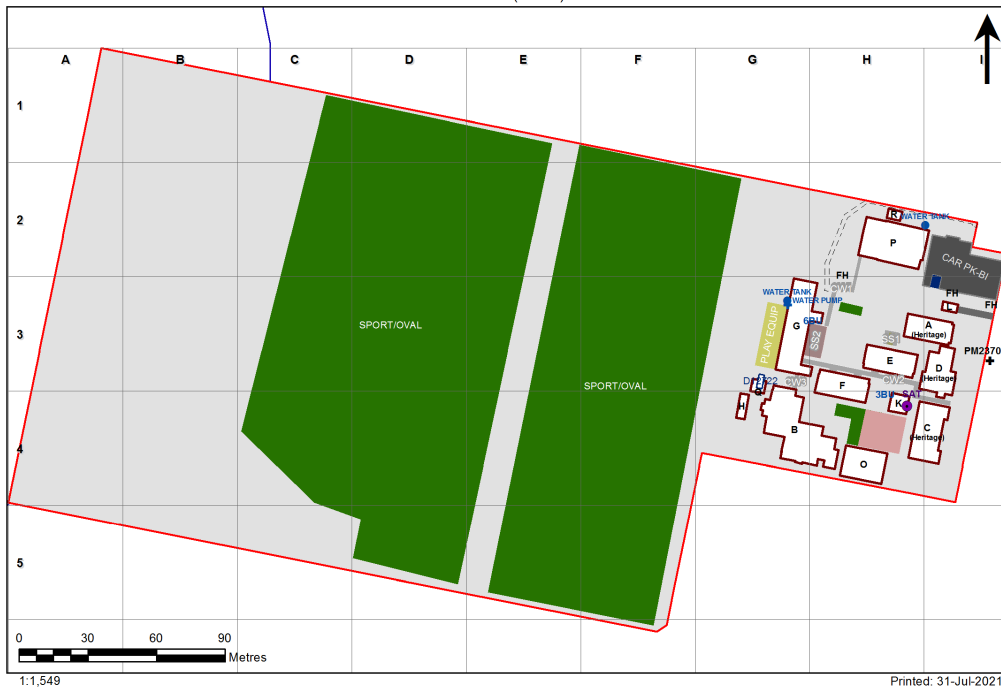 A B C D E F G H I
1
2
R WATER TANK
P
CAR PK-BI
FH
CW1
FH
L
FH
WATER TANK
WATER PUMP
3
SPORT/OVAL
PLAY EQUIP
G
SS2
A
(Heritage)
SS1
E
D
(Heritage)
PM2370
SPORT/OVAL
CW3
CW2
F
SAT
K
H
B
C
(Heritage)
4
O
5
0 30 60 90
Metres
1:1,549
Printed: 31-Jul-2021